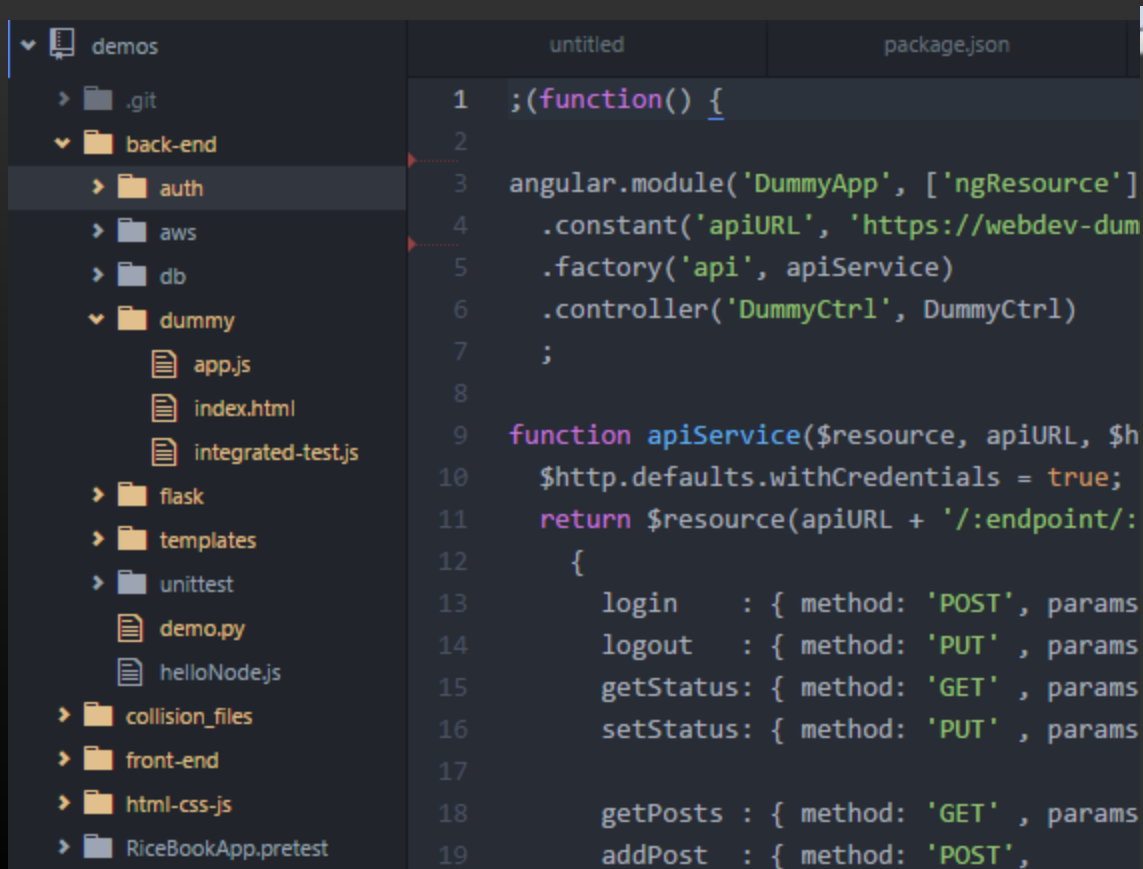 demos
.git
back-end
auth
aws
db
dummy
app.js
index.html
integrated-test.js
flask
templates
unittest
demo.py
helloNode.js
collision_files
front-end
html-css-js
RiceBookApp.pretest
untitled package.json
1 ;(function() {
2
3 angular.module('DummyApp', ['ngResource']
4   .constant('apiURL', 'https://webdev-dum
5   .factory('api', apiService)
6   .controller('DummyCtrl', DummyCtrl)
7   ;
8
9 function apiService($resource, apiURL, $h
10   $http.defaults.withCredentials = true;
11   return $resource(apiURL + '/:endpoint/:
12     {
13       login    : { method: 'POST', params
14       logout   : { method: 'PUT' , params
15       getStatus: { method: 'GET' , params
16       setStatus: { method: 'PUT' , params
17
18       getPosts : { method: 'GET' , params
19       addPost  : { method: 'POST',